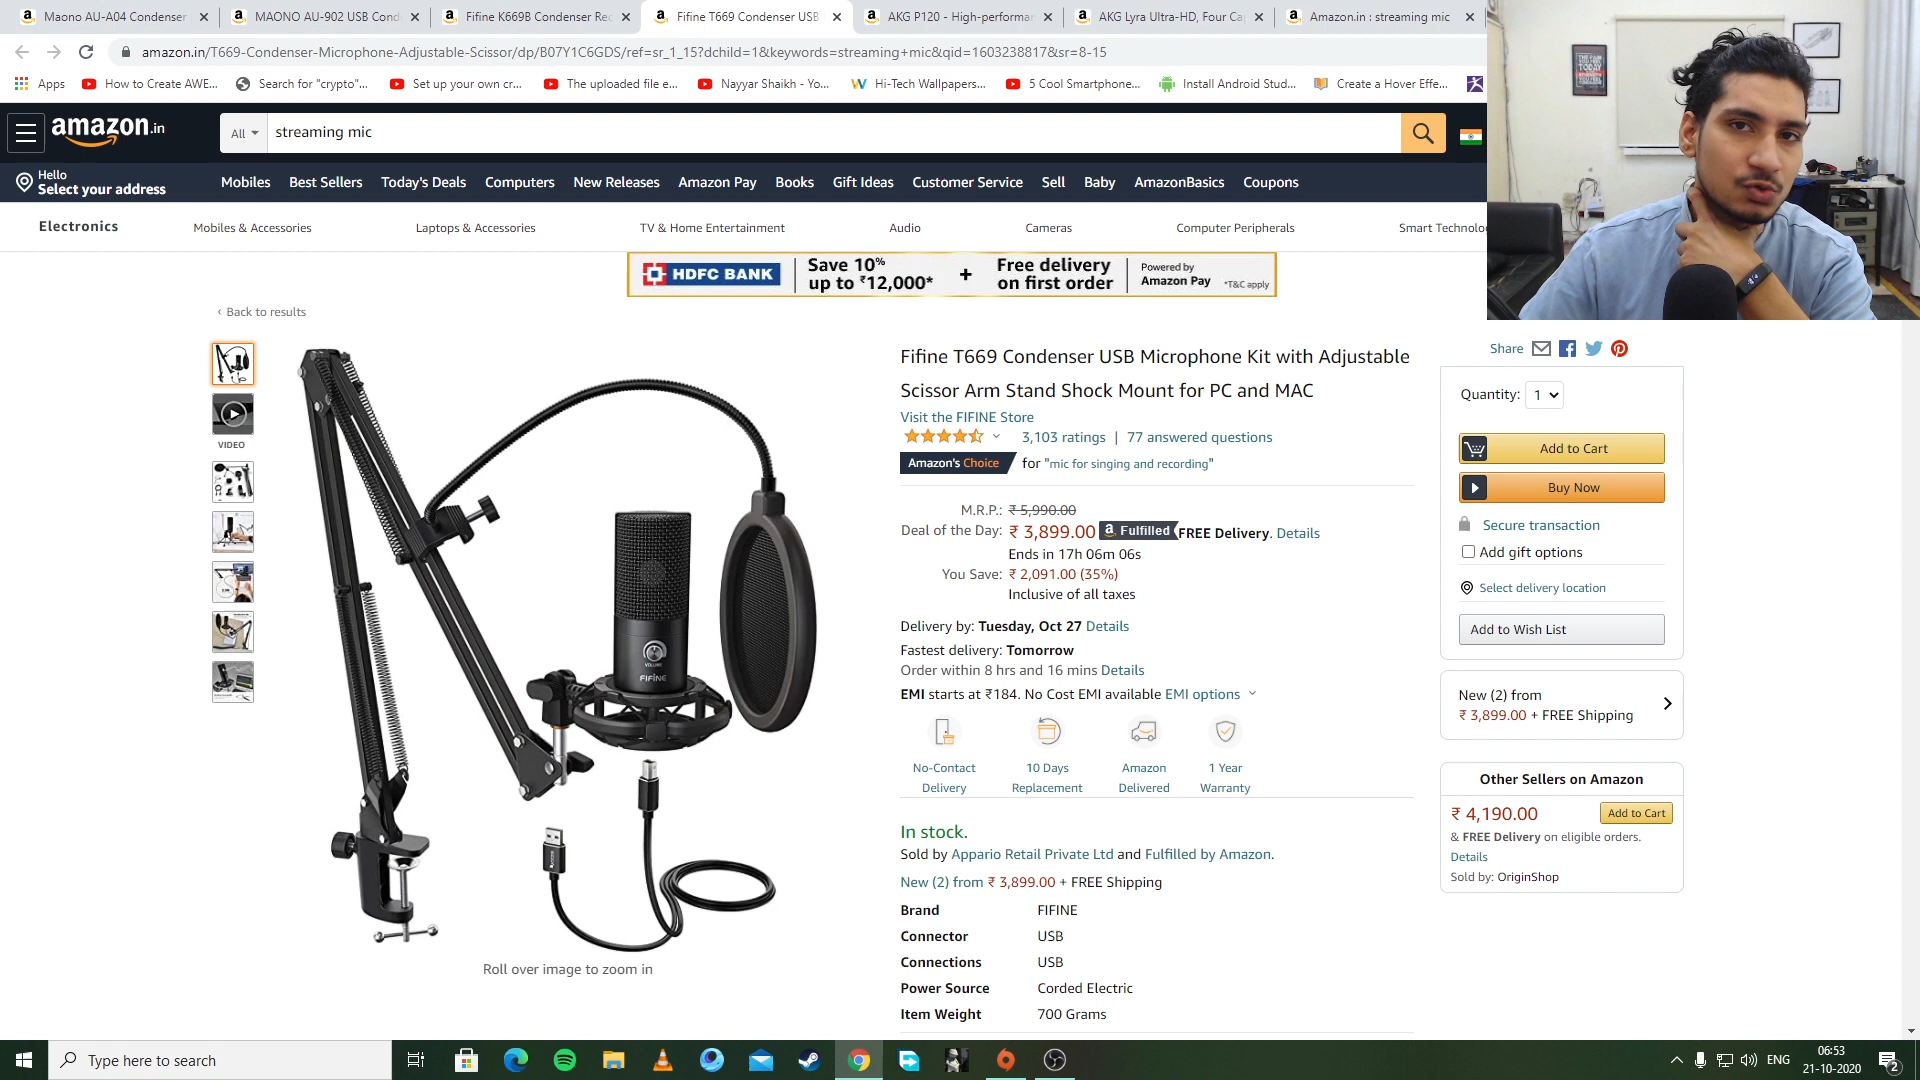 Maono AU-A04 Condenser
MAONO AU-902 USB Cond
Fifine K669B Condenser Rec
Fifine T669 Condenser USB
AKG P120 - High-performa
AKG Lyra Ultra-HD, Four Ca
Amazon.in : streaming mic
amazon.in/T669-Condenser-Microphone-Adjustable-Scissor/dp/B07Y1C6GDS/ref=sr_1_15?dchild=1&keywords=streaming+mic&qid=1603238817&sr=8-15
Apps
How to Create AWE...
Search for "crypto"...
Set up your own cr...
The uploaded file e...
Nayyar Shaikh - Yo...
Hi-Tech Wallpapers...
5 Cool Smartphone...
Install Android Stud...
Create a Hover Effe...
amazon.in
All
streaming mic
Hello
Select your address
Mobiles Best Sellers Today's Deals Computers New Releases Amazon Pay Books Gift Ideas Customer Service Sell Baby AmazonBasics Coupons
Electronics Mobiles & Accessories Laptops & Accessories TV & Home Entertainment Audio Cameras Computer Peripherals Smart Technolo
HDFC BANK
Save 10%
up to ₹12,000*
+
Free delivery
on first order
Powered by
Amazon Pay
*T&C apply
‹ Back to results
VIDEO
VOLUME
FIFINE
Roll over image to zoom in
Fifine T669 Condenser USB Microphone Kit with Adjustable
Scissor Arm Stand Shock Mount for PC and MAC
Visit the FIFINE Store
3,103 ratings | 77 answered questions
Amazon's Choice for "mic for singing and recording"
M.R.P.: ₹ 5,990.00
Deal of the Day: ₹ 3,899.00 a Fulfilled FREE Delivery. Details
Ends in 17h 06m 06s
You Save: ₹ 2,091.00 (35%)
Inclusive of all taxes
Delivery by: Tuesday, Oct 27 Details
Fastest delivery: Tomorrow
Order within 8 hrs and 16 mins Details
EMI starts at ₹184. No Cost EMI available EMI options
No-Contact
Delivery
10 Days
Replacement
Amazon
Delivered
1 Year
Warranty
In stock.
Sold by Appario Retail Private Ltd and Fulfilled by Amazon.
New (2) from ₹ 3,899.00 + FREE Shipping
Brand FIFINE
Connector USB
Connections USB
Power Source Corded Electric
Item Weight 700 Grams
Share
Quantity: 1
Add to Cart
Buy Now
Secure transaction
Add gift options
Select delivery location
Add to Wish List
New (2) from
₹ 3,899.00 + FREE Shipping
Other Sellers on Amazon
₹ 4,190.00
Add to Cart
& FREE Delivery on eligible orders.
Details
Sold by: OriginShop
Type here to search
ENG
06:53
21-10-2020
2